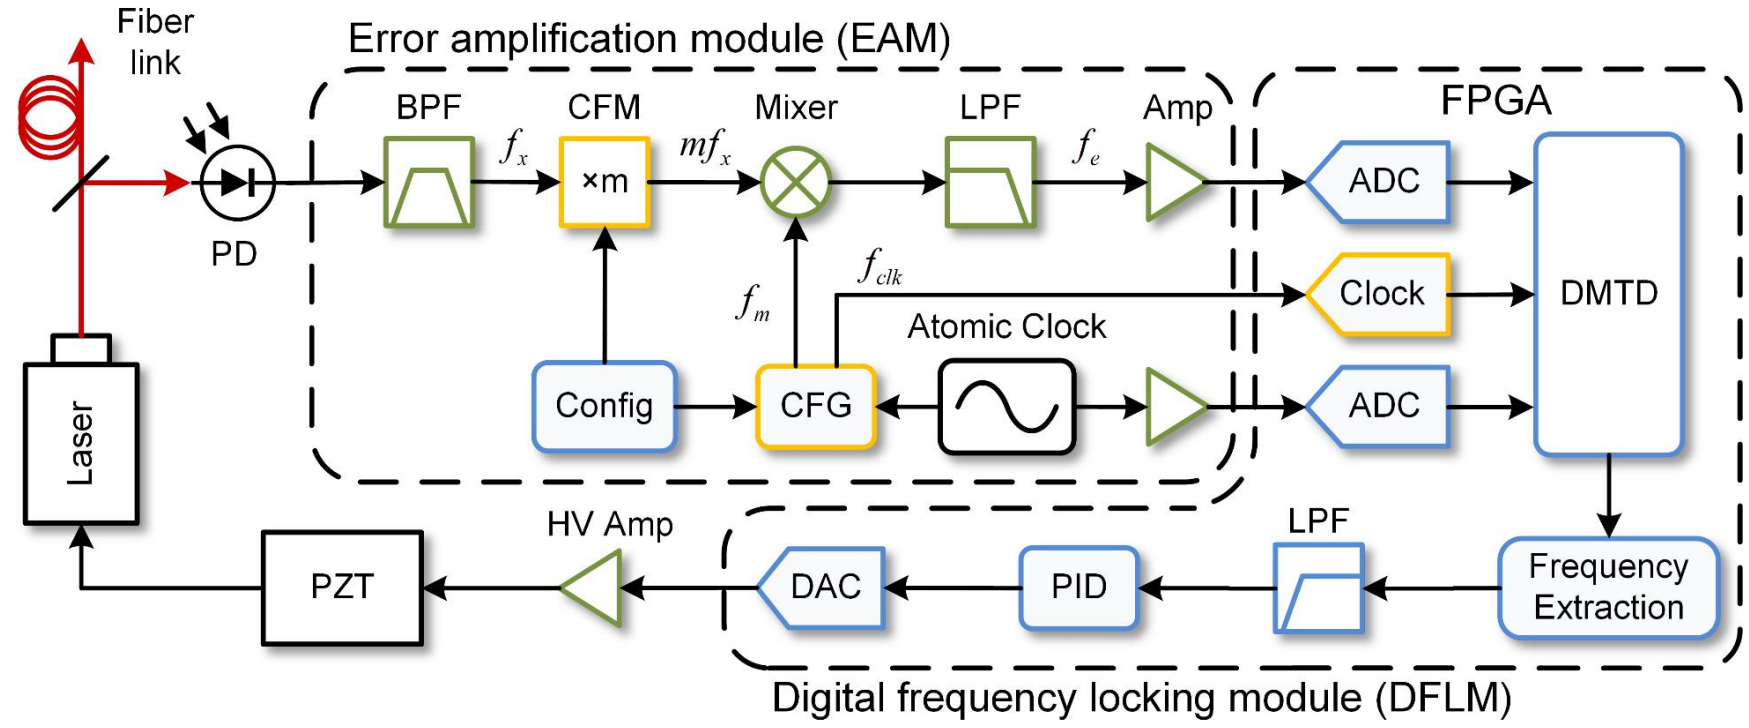 Fiber
link
Error amplification module (EAM)
FPGA
BPF
CFM
Mixer
LPF
Amp
f_x
mf_x
f_e
×m
ADC
PD
f_clk
f_m
Clock
DMTD
Atomic Clock
Config
CFG
ADC
Laser
HV Amp
LPF
PZT
DAC
PID
Frequency
Extraction
Digital frequency locking module (DFLM)